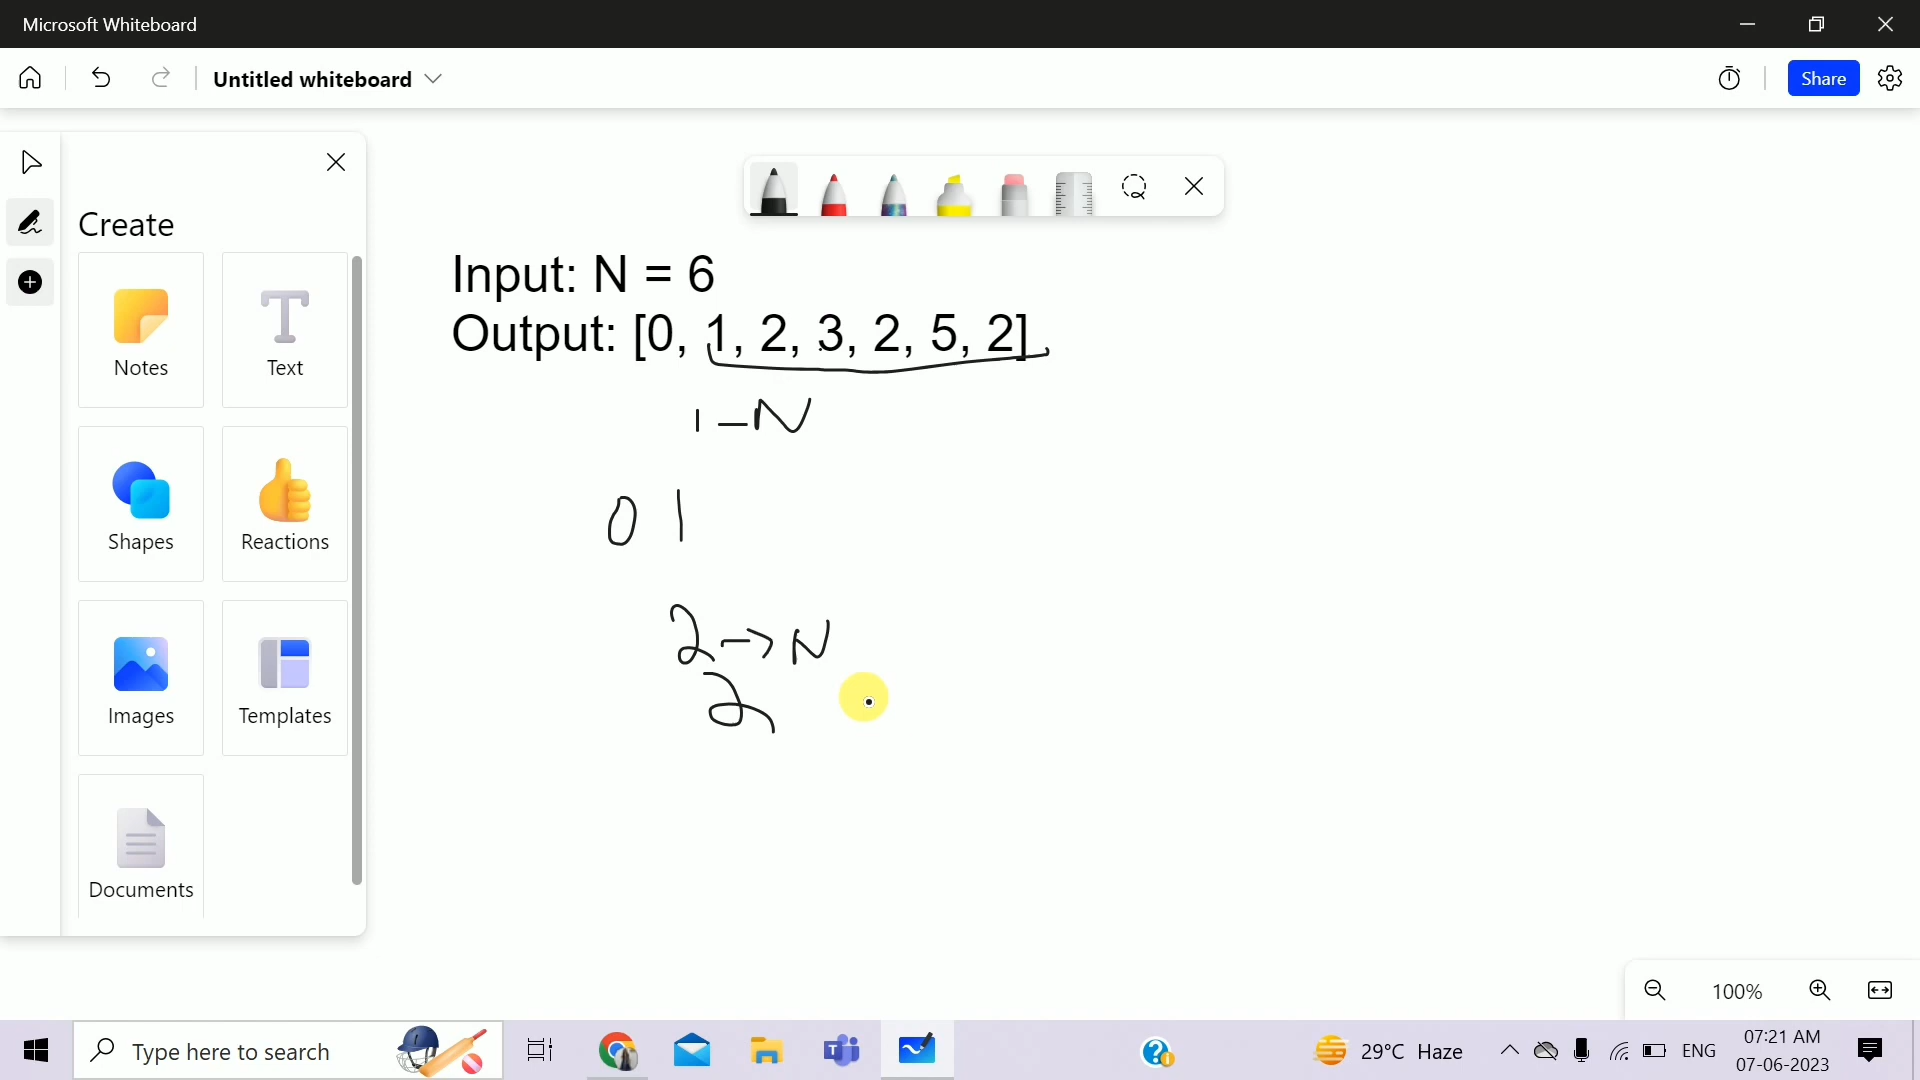 Microsoft Whiteboard
Untitled whiteboard
Share
Create
Notes
Text
Shapes
Reactions
Images
Templates
Documents
Input: N = 6
Output: [0, 1, 2, 3, 2, 5, 2]
1 - N
0 1
2 -> N
2
100%
Type here to search
29°C Haze
ENG
07:21 AM
07-06-2023